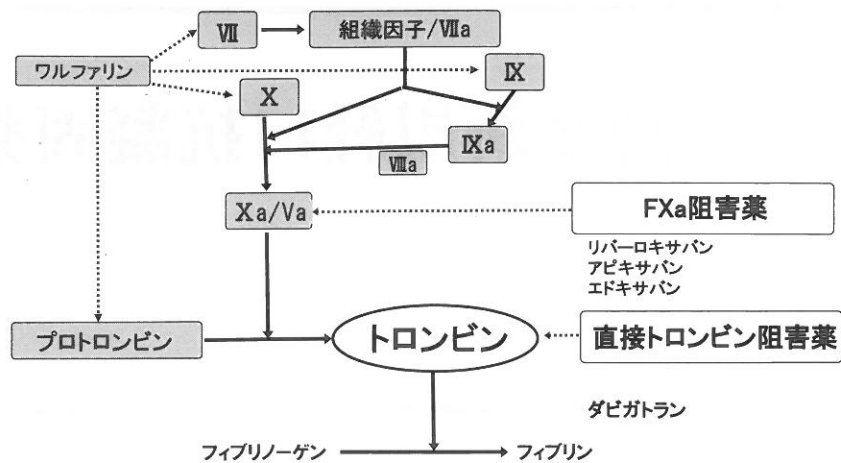 Ⅶ
組織因子/Ⅶa
ワルファリン
Ⅸ
Ⅹ
Ⅸa
Ⅷa
Ⅹa/Ⅴa
FXa阻害薬
リバーロキサバン
アピキサバン
エドキサバン
プロトロンビン
トロンビン
直接トロンビン阻害薬
ダビガトラン
フィブリノーゲン
フィブリン